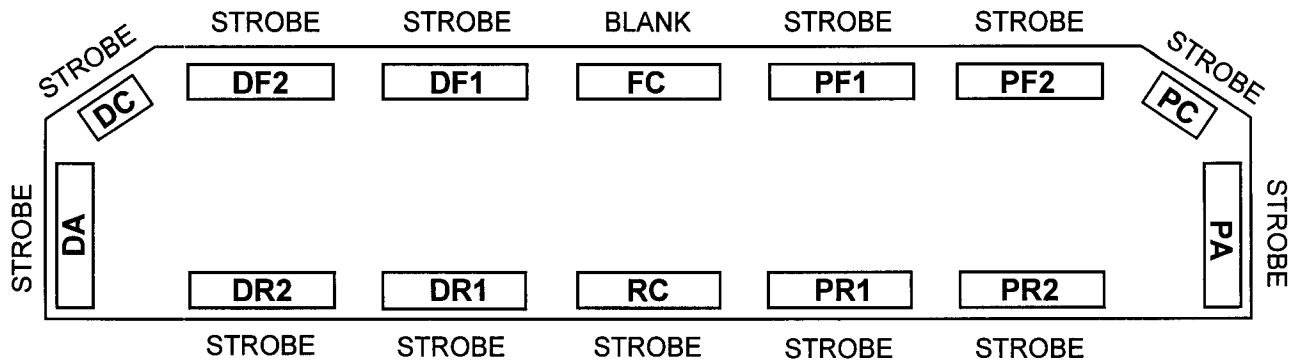 STROBE STROBE BLANK STROBE STROBE
STROBE STROBE
DF2 DF1 FC PF1 PF2
DC PC
STROBE DA PA STROBE
DR2 DR1 RC PR1 PR2
STROBE STROBE STROBE STROBE STROBE